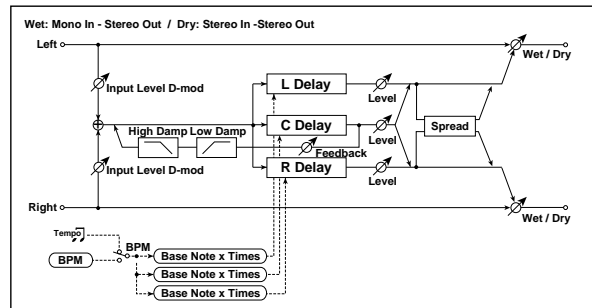 Wet: Mono In - Stereo Out / Dry: Stereo In -Stereo Out
Left
Wet / Dry
Input Level D-mod
L Delay
Level
High Damp
Low Damp
C Delay
Level
Spread
Feedback
Input Level D-mod
R Delay
Level
Right
Wet / Dry
Tempo
BPM
BPM
Base Note x Times
Base Note x Times
Base Note x Times